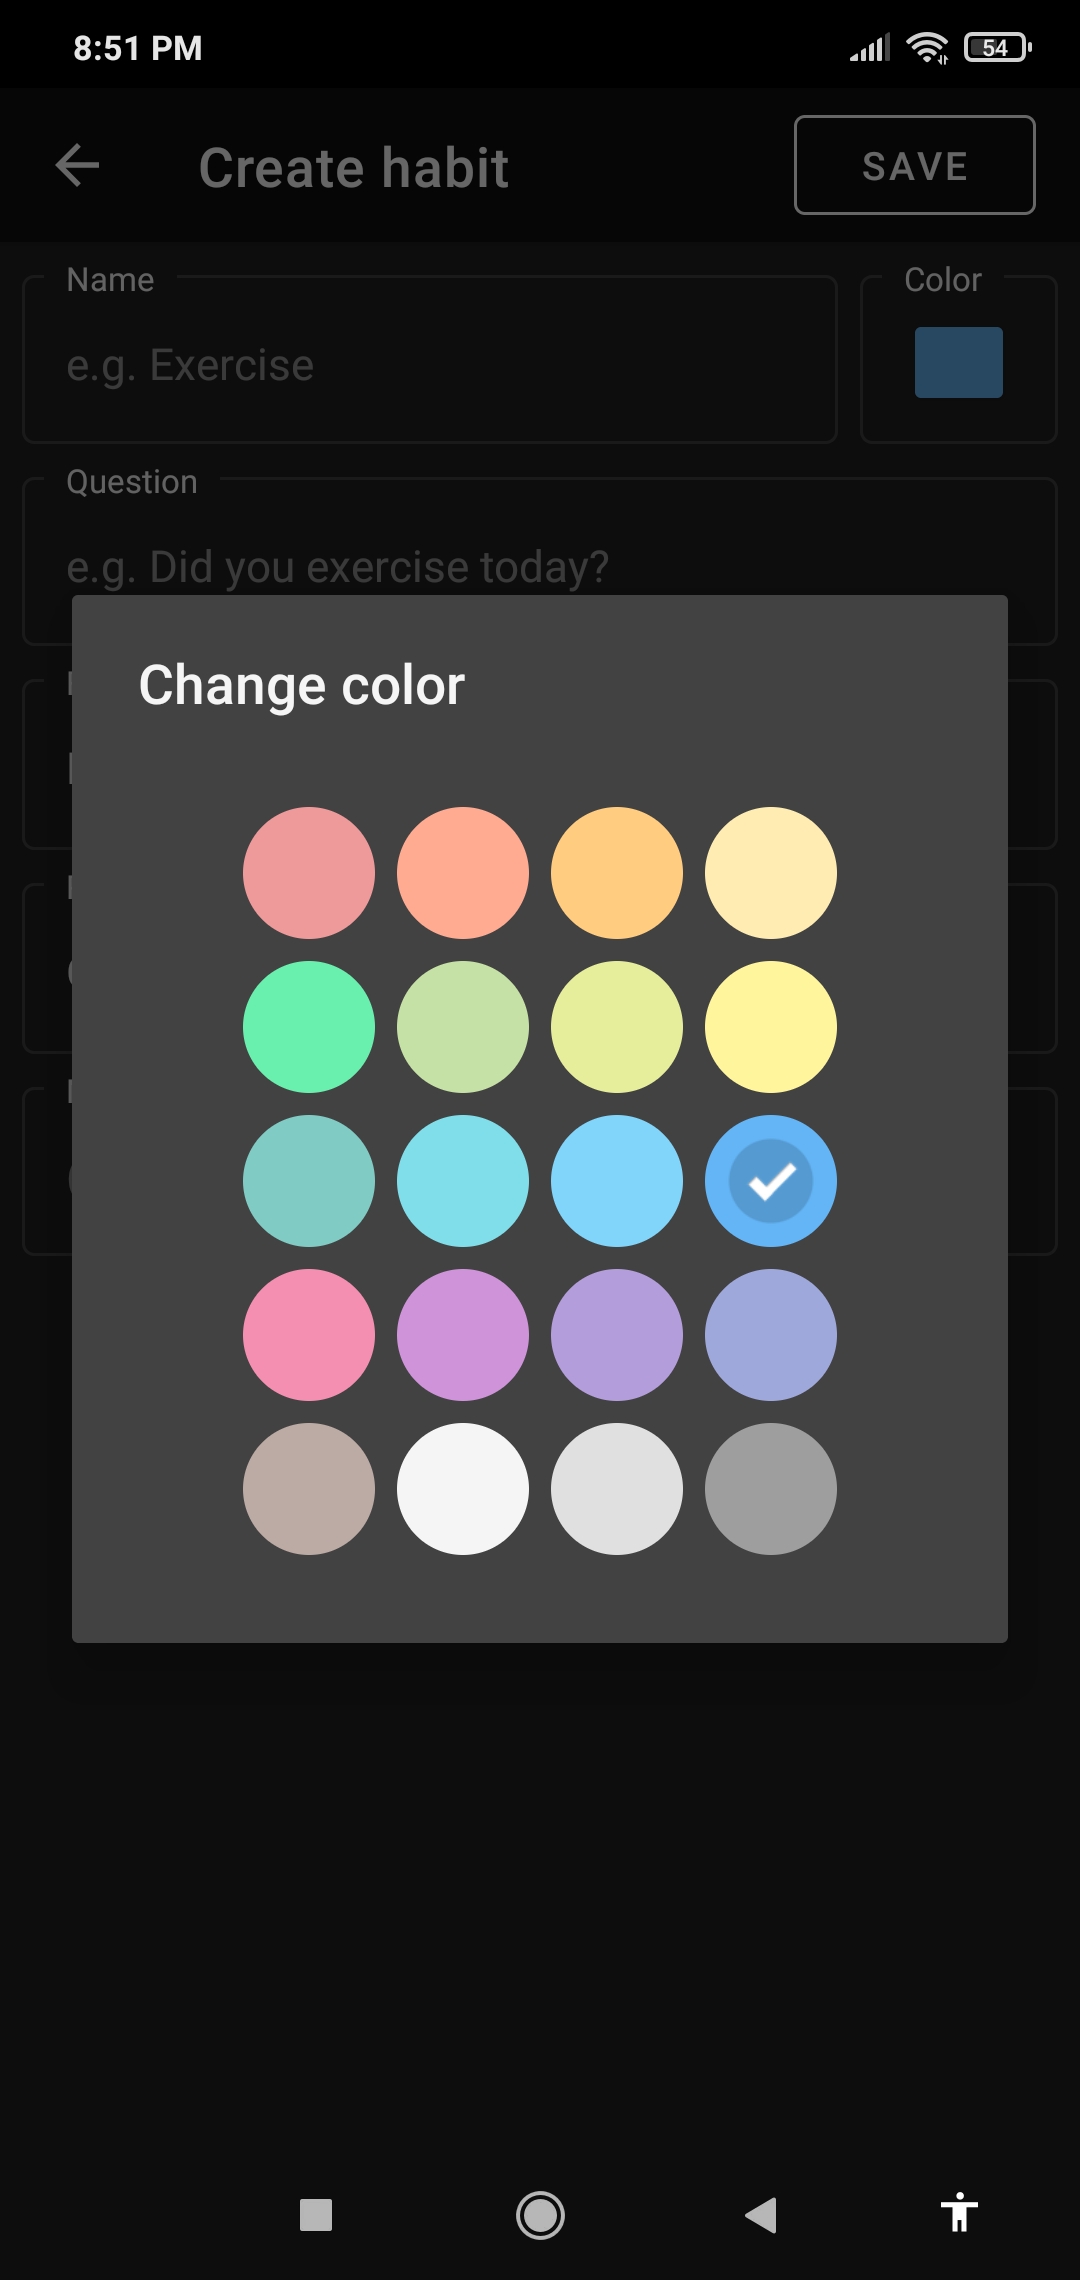 8:51 PM
54
Create habit
SAVE
Name
Color
e.g. Exercise
Question
e.g. Did you exercise today?
Change color